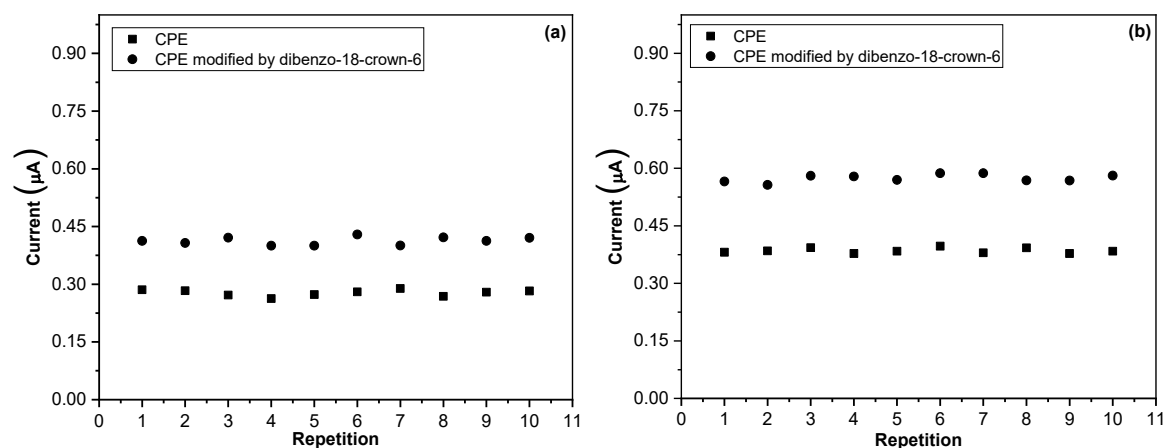 (a)
CPE
CPE modified by dibenzo-18-crown-6
0.90
0.75
0.60
0.45
0.30
0.15
0.00
Current (µA)
0 1 2 3 4 5 6 7 8 9 10 11
Repetition
(b)
CPE
CPE modified by dibenzo-18-crown-6
0.90
0.75
0.60
0.45
0.30
0.15
0.00
Current (µA)
0 1 2 3 4 5 6 7 8 9 10 11
Repetition